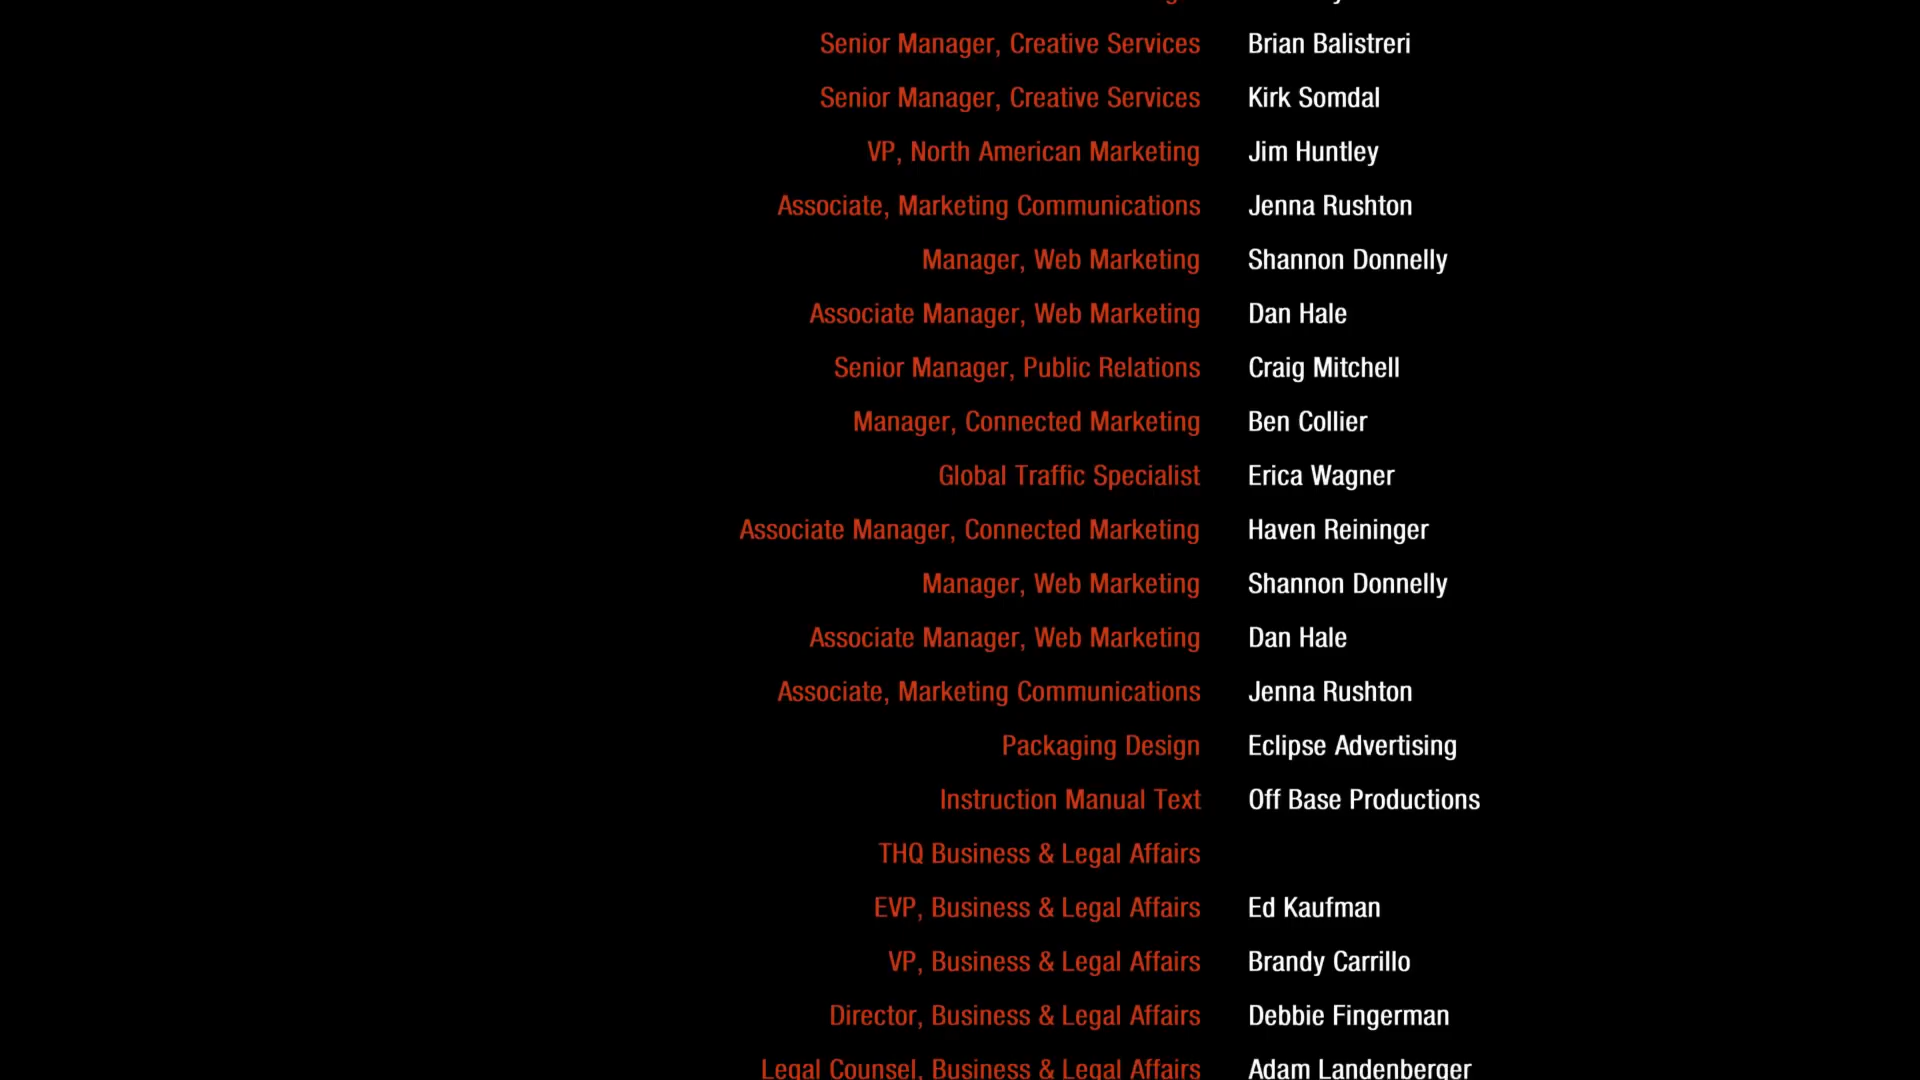 Senior Manager, Creative Services Brian Balistreri
Senior Manager, Creative Services Kirk Somdal
VP, North American Marketing Jim Huntley
Associate, Marketing Communications Jenna Rushton
Manager, Web Marketing Shannon Donnelly
Associate Manager, Web Marketing Dan Hale
Senior Manager, Public Relations Craig Mitchell
Manager, Connected Marketing Ben Collier
Global Traffic Specialist Erica Wagner
Associate Manager, Connected Marketing Haven Reininger
Manager, Web Marketing Shannon Donnelly
Associate Manager, Web Marketing Dan Hale
Associate, Marketing Communications Jenna Rushton
Packaging Design Eclipse Advertising
Instruction Manual Text Off Base Productions
THQ Business & Legal Affairs
EVP, Business & Legal Affairs Ed Kaufman
VP, Business & Legal Affairs Brandy Carrillo
Director, Business & Legal Affairs Debbie Fingerman
Legal Counsel, Business & Legal Affairs Adam Landenberger